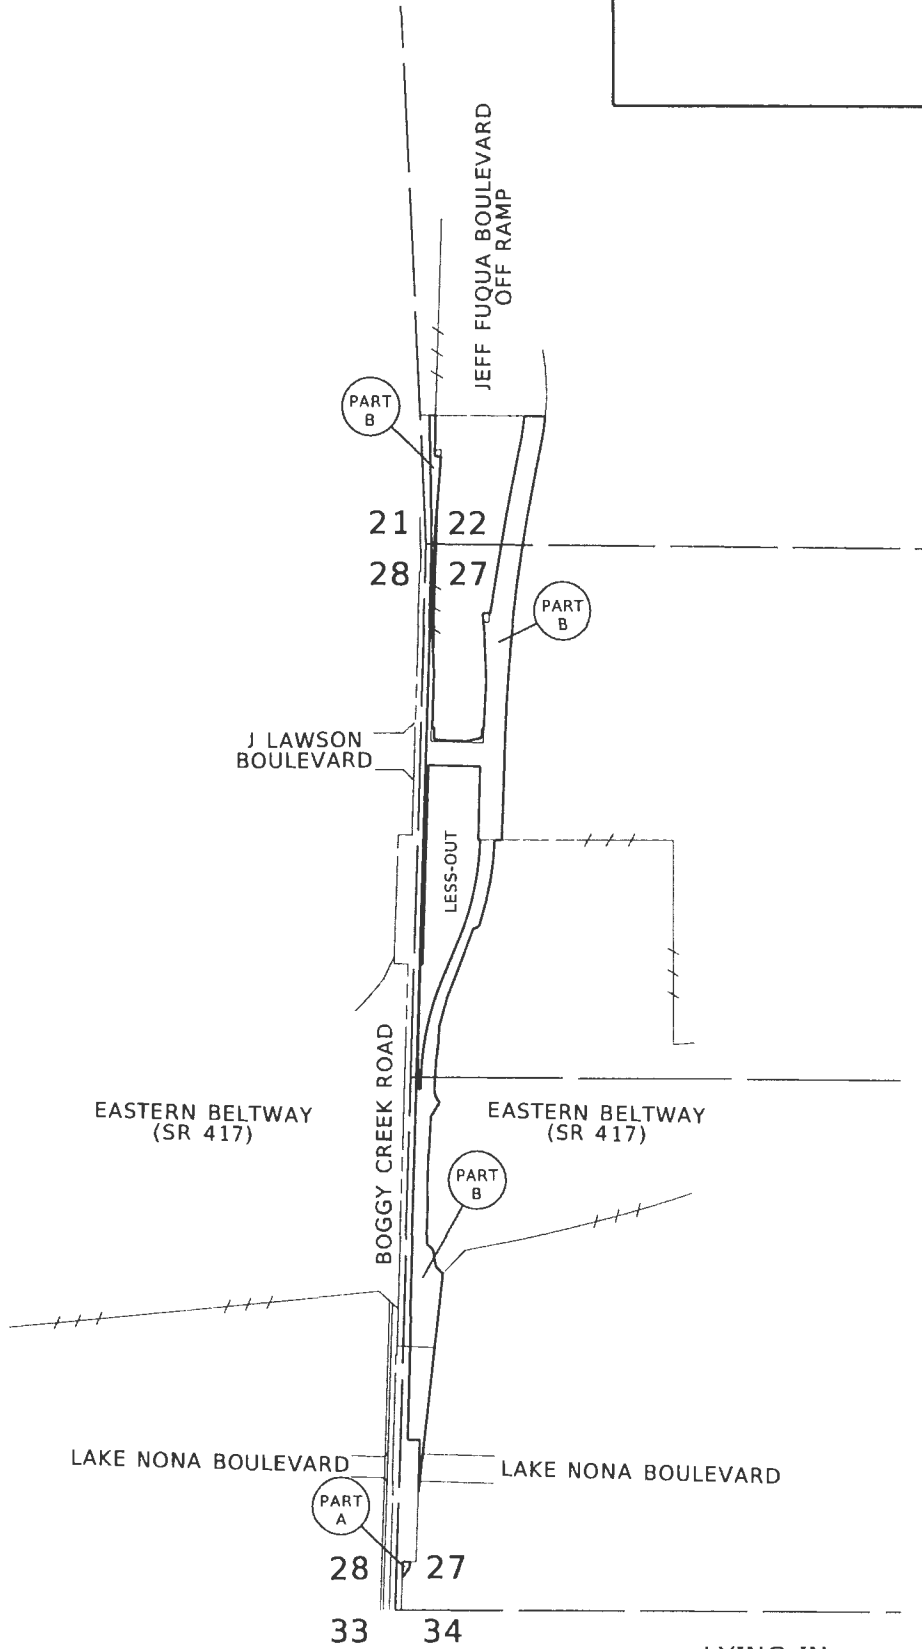 JEFF FUQUA BOULEVARD
OFF RAMP
PART
B
21 22
28 27
PART
B
J LAWSON
BOULEVARD
LESS-OUT
BOGGY CREEK ROAD
EASTERN BELTWAY
(SR 417)
EASTERN BELTWAY
(SR 417)
PART
B
LAKE NONA BOULEVARD
LAKE NONA BOULEVARD
PART
A
28 27
33 34